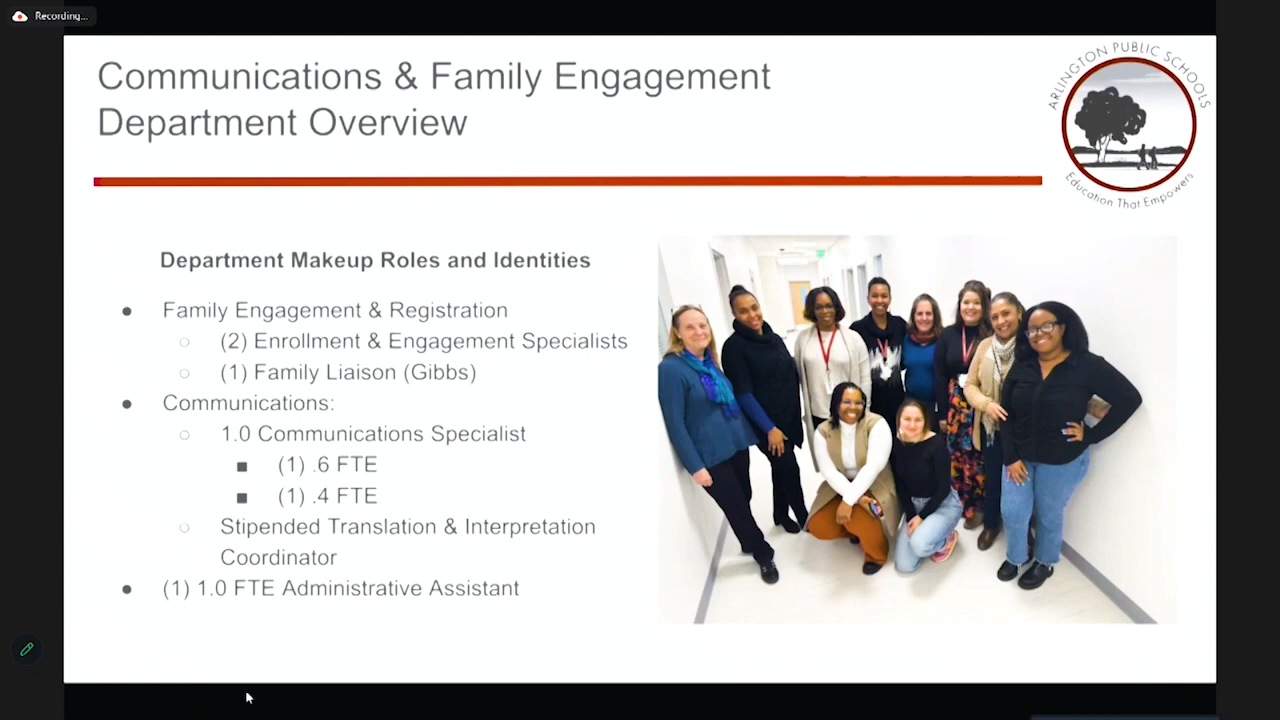 Recording...
Communications & Family Engagement
Department Overview
ARLINGTON PUBLIC SCHOOLS
Education That Empowers
Department Makeup Roles and Identities
● Family Engagement & Registration
○ (2) Enrollment & Engagement Specialists
○ (1) Family Liaison (Gibbs)
● Communications:
○ 1.0 Communications Specialist
■ (1) .6 FTE
■ (1) .4 FTE
○ Stipended Translation & Interpretation
Coordinator
● (1) 1.0 FTE Administrative Assistant